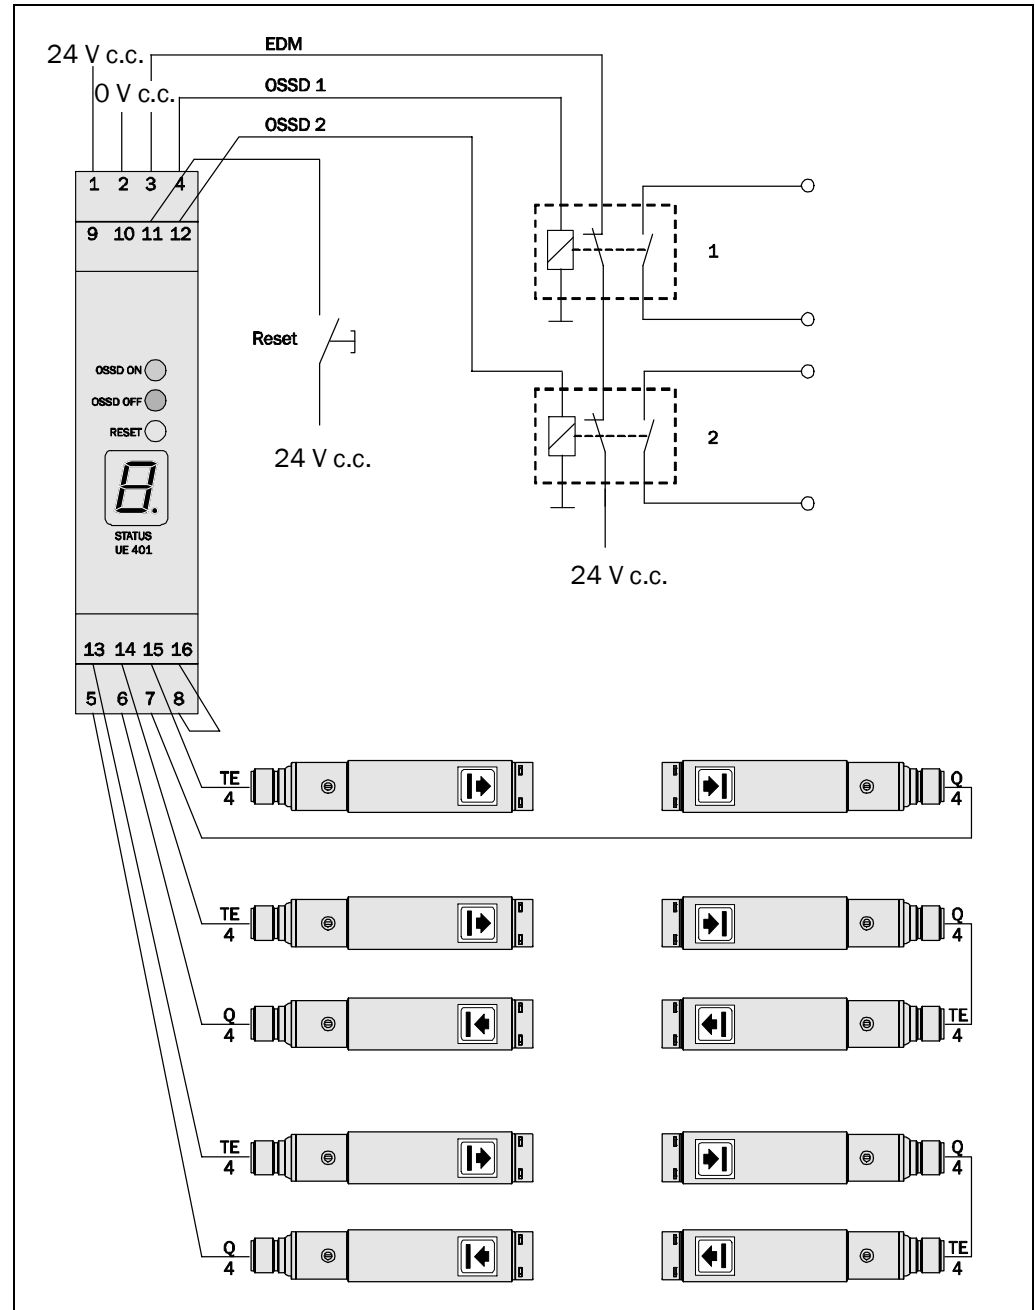 EDM
24 V c.c.
0 V c.c.
OSSD 1
OSSD 2
1 2 3 4
9 10 11 12
1
Reset
OSSD ON
OSSD OFF
RESET
24 V c.c.
2
8.
STATUS
UE 401
24 V c.c.
13 14 15 16
5 6 7 8
TE
4
Q
4
TE
4
Q
4
Q
4
TE
4
TE
4
Q
4
Q
4
TE
4